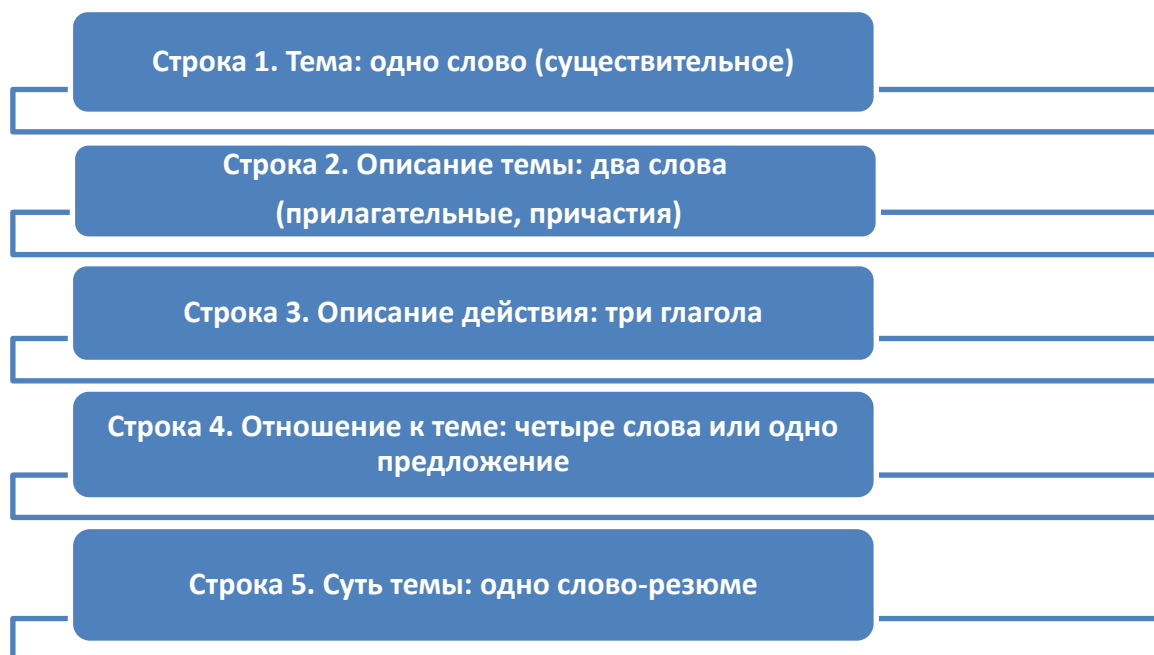 Строка 1. Тема: одно слово (существительное)
Строка 2. Описание темы: два слова
(прилагательные, причастия)
Строка 3. Описание действия: три глагола
Строка 4. Отношение к теме: четыре слова или одно
предложение
Строка 5. Суть темы: одно слово-резюме